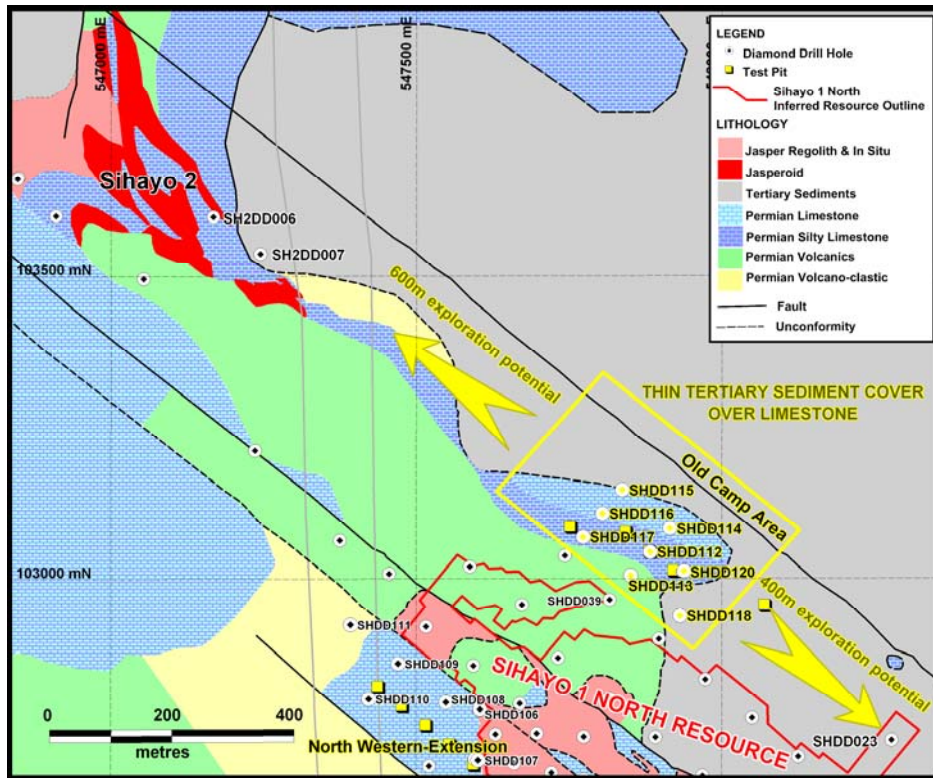 547000 mE
547500 mE
LEGEND
Diamond Drill Hole
Test Pit
Sihayo 1 North
Inferred Resource Outline
LITHOLOGY
Jasper Regolith & In Situ
Jasperoid
Tertiary Sediments
Permian Limestone
Permian Silty Limestone
Permian Volcanics
Permian Volcano-clastic
Fault
Unconformity
Sihayo 2
SH2DD006
SH2DD007
103500 mN
600m exploration potential
THIN TERTIARY SEDIMENT COVER
OVER LIMESTONE
Old Camp Area
SHDD115
SHDD116
SHDD114
SHDD117
SHDD112
SHDD120
SHDD113
103000 mN
SHDD039
SHDD118
400m exploration potential
SHDD111
SHDD109
SIHAYO 1 NORTH RESOURCE
SHDD110
SHDD108
SHDD106
SHDD023
0 200 400
metres
North Western-Extension
SHDD107